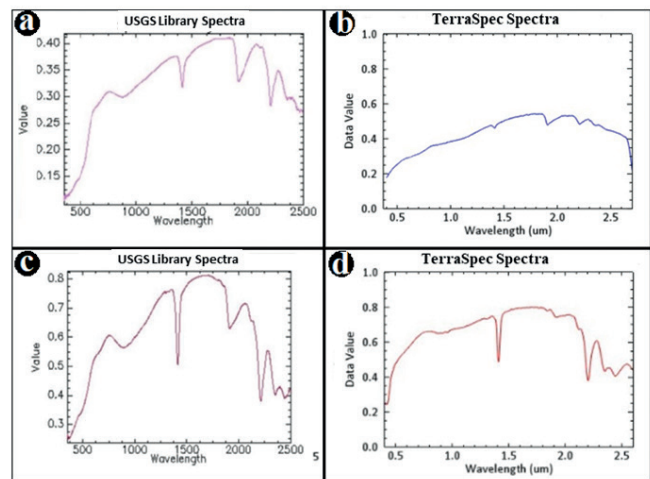 a
USGS Library Spectra
Value
0.40
0.35
0.30
0.25
0.20
0.15
500
1000
1500
2000
2500
Wavelength
b
TerraSpec Spectra
Data Value
1.0
0.8
0.6
0.4
0.2
0.0
0.5
1.0
1.5
2.0
2.5
Wavelength (um)
c
USGS Library Spectra
Value
0.8
0.7
0.6
0.5
0.4
0.3
500
1000
1500
2000
2500
Wavelength
5
d
TerraSpec Spectra
Data Value
1.0
0.8
0.6
0.4
0.2
0.0
0.5
1.0
1.5
2.0
2.5
Wavelength (um)